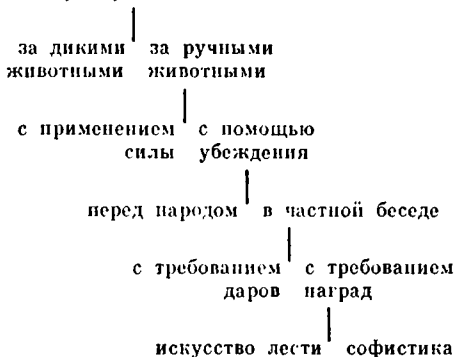 за дикими за ручными
животными животными
с применением с помощью
силы убеждения
перед народом в частной беседе
с требованием с требованием
даров наград
искусство лести софистика